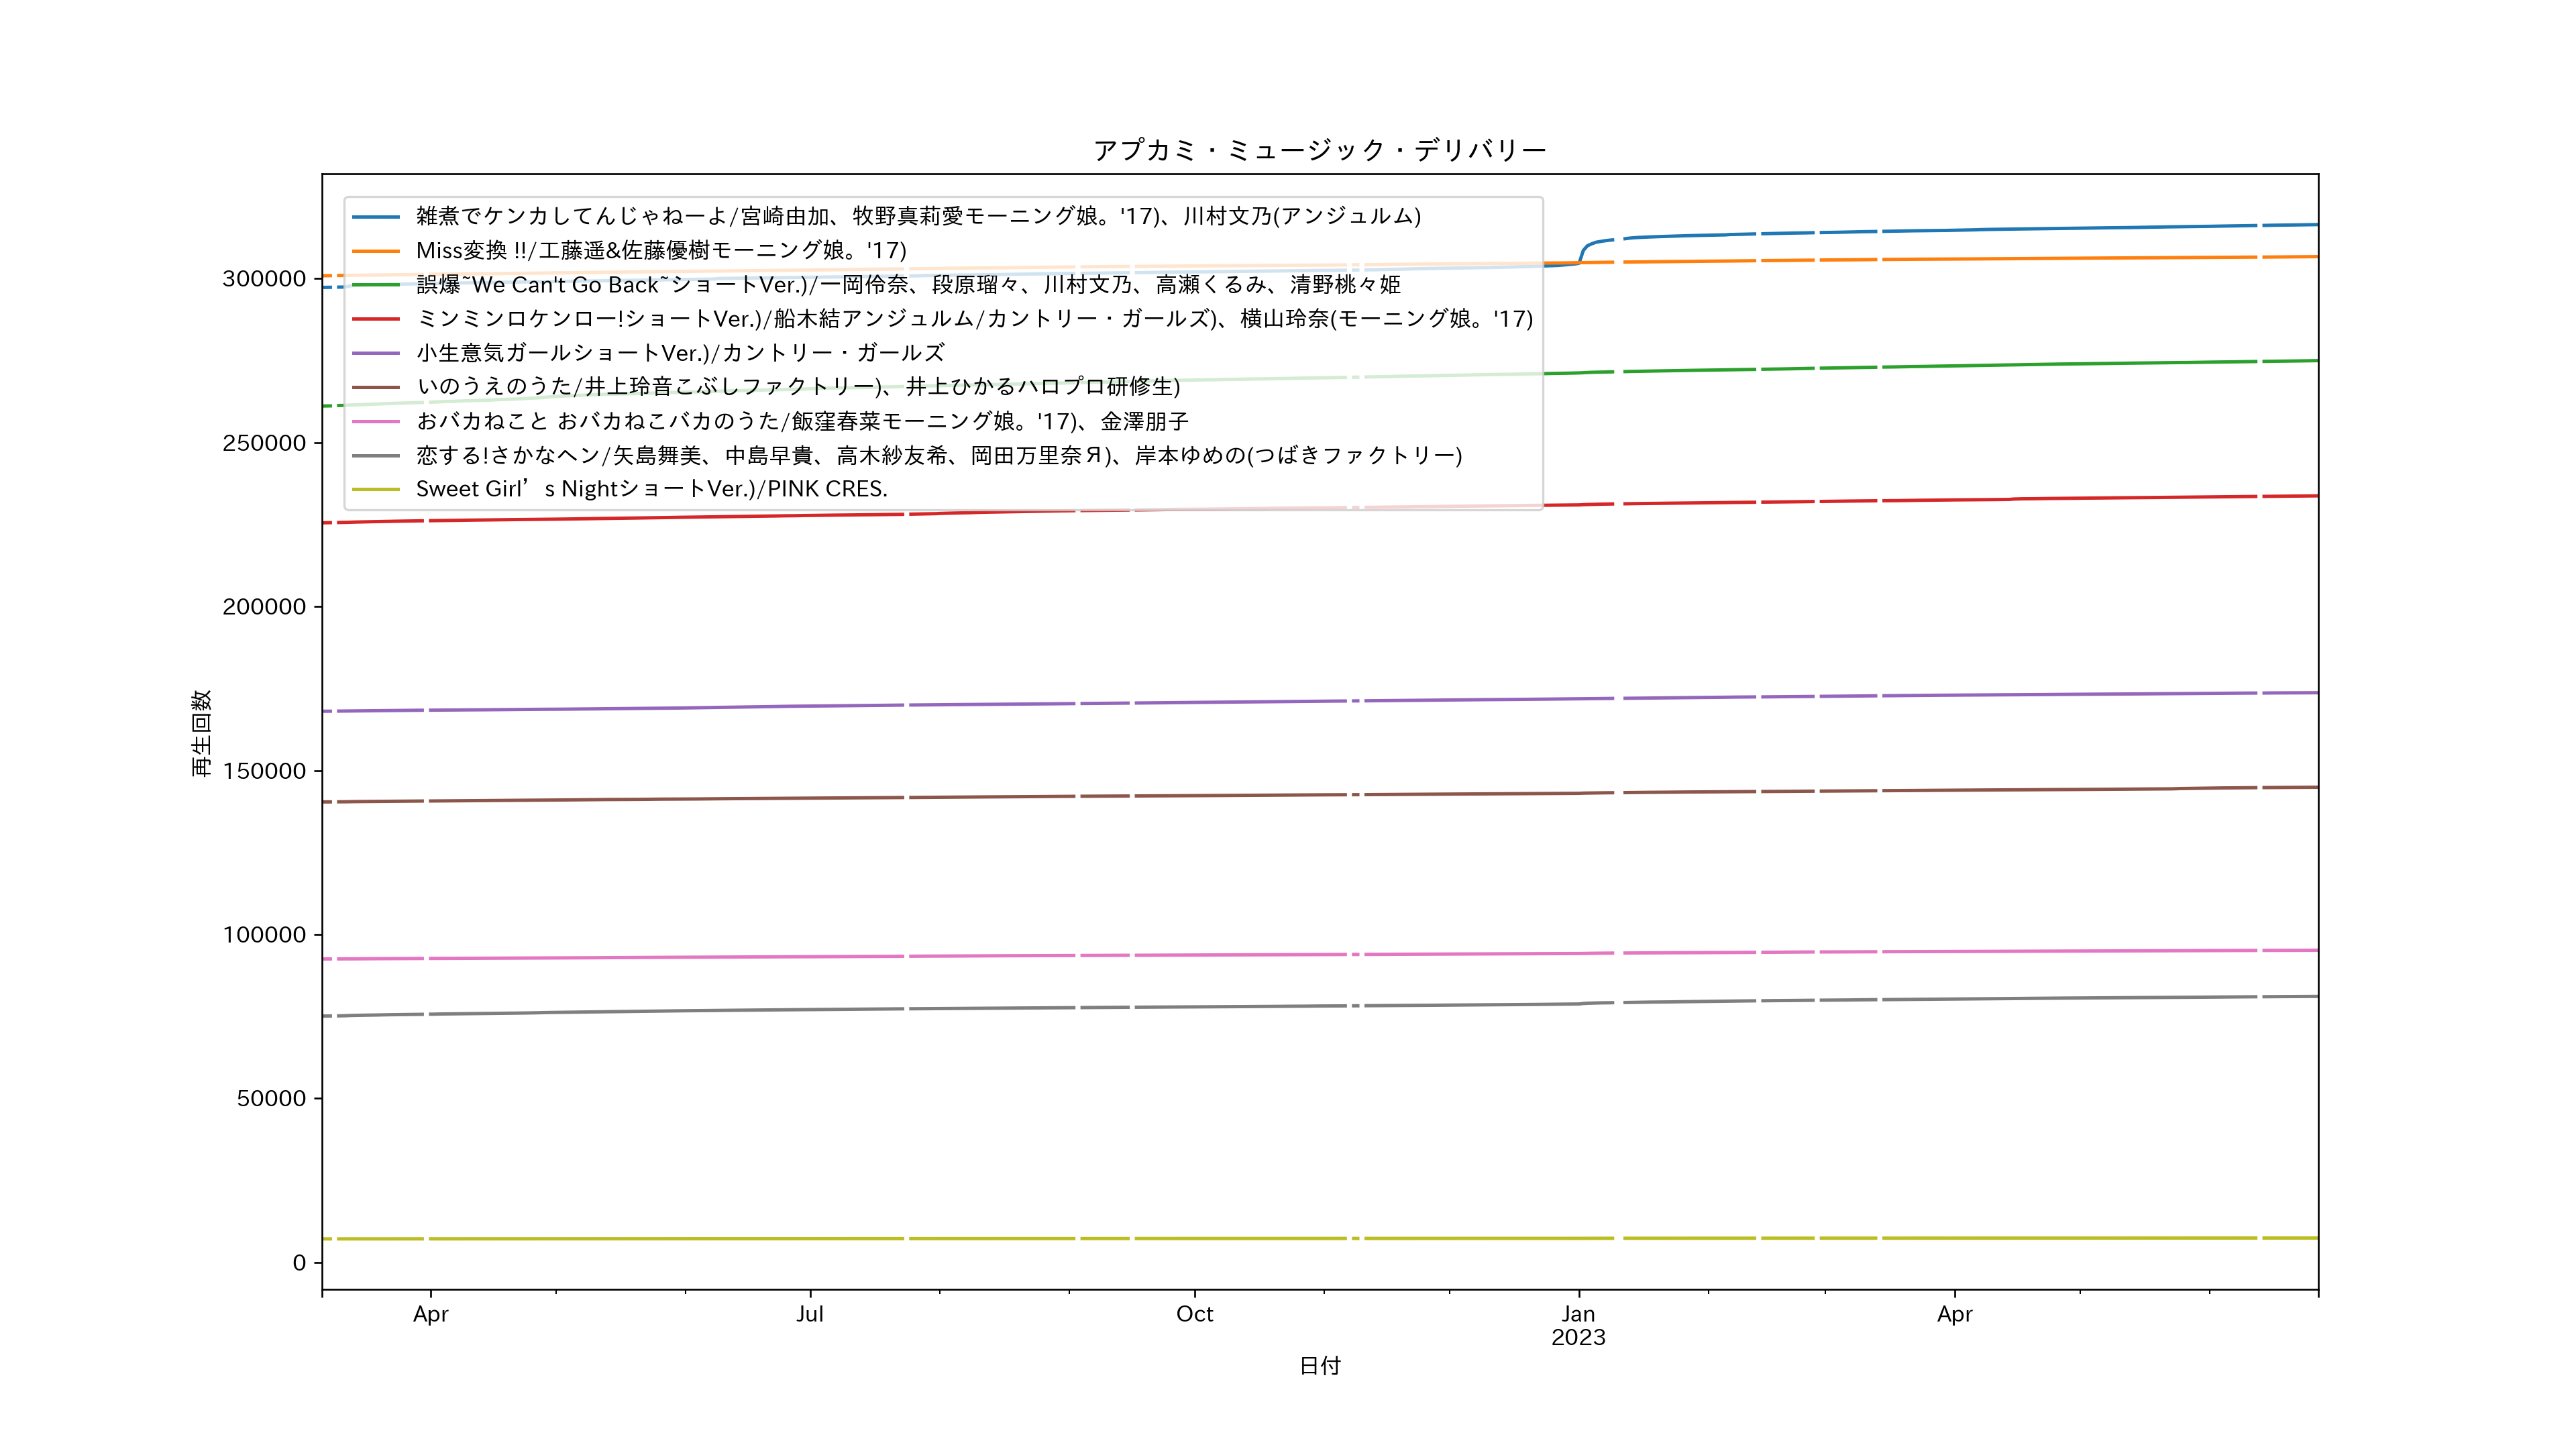 アプカミ・ミュージック・デリバリー
雑煮でケンカしてんじゃねーよ/宮崎由加、牧野真莉愛モーニング娘。'17)、川村文乃(アンジュルム)
Miss変換 !!/工藤遥&佐藤優樹モーニング娘。'17)
誤爆~We Can't Go Back~ショートVer.)/一岡伶奈、段原瑠々、川村文乃、高瀬くるみ、清野桃々姫
ミンミンロケンロー!ショートVer.)/船木結アンジュルム/カントリー・ガールズ)、横山玲奈(モーニング娘。'17)
小生意気ガールショートVer.)/カントリー・ガールズ
いのうえのうた/井上玲音こぶしファクトリー)、井上ひかるハロプロ研修生)
おバカねこと おバカねこバカのうた/飯窪春菜モーニング娘。'17)、金澤朋子
恋する!さかなヘン/矢島舞美、中島早貴、高木紗友希、岡田万里奈Я)、岸本ゆめの(つばきファクトリー)
Sweet Girl’s NightショートVer.)/PINK CRES.
300000
250000
200000
150000
100000
50000
0
再生回数
Apr Jul Oct Jan Apr
2023
日付